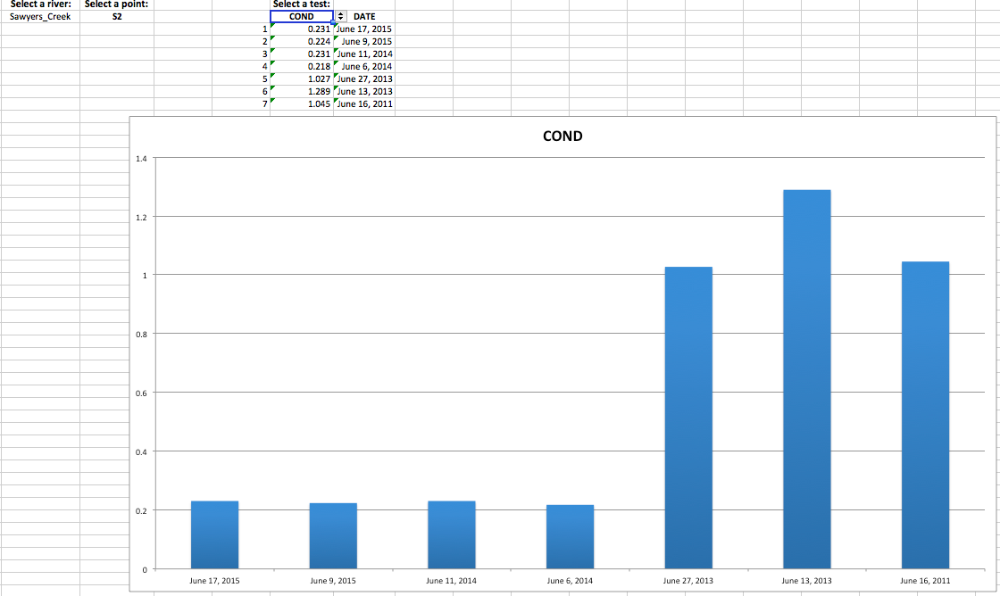 Select a river: Select a point: Select a test:
Sawyers_Creek S2 COND DATE
1 0.231 June 17, 2015
2 0.224 June 9, 2015
3 0.231 June 11, 2014
4 0.218 June 6, 2014
5 1.027 June 27, 2013
6 1.289 June 13, 2013
7 1.045 June 16, 2011
COND
1.4
1.2
1
0.8
0.6
0.4
0.2
0
June 17, 2015 June 9, 2015 June 11, 2014 June 6, 2014 June 27, 2013 June 13, 2013 June 16, 2011